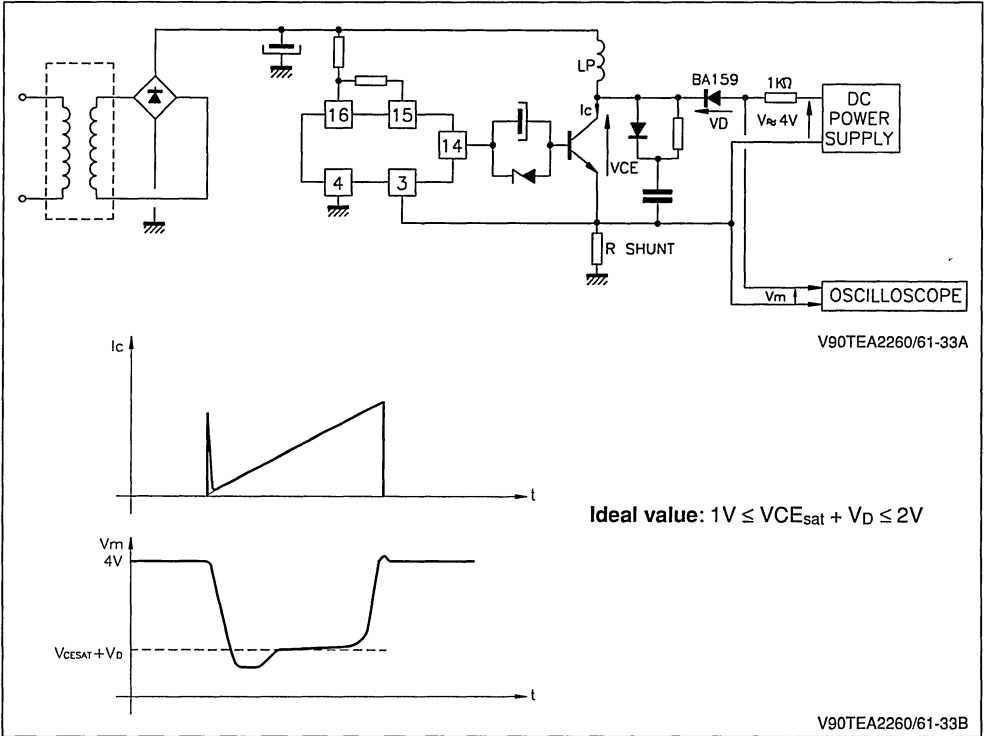 LP
BA159
1KΩ
DC
POWER
SUPPLY
Ic
VD
V≈ 4V
16
15
14
VCE
4
3
R SHUNT
Vm
OSCILLOSCOPE
V90TEA2260/61-33A
Ic
t
Ideal value: 1V ≤ VCEsat + VD ≤ 2V
Vm
4V
VCESAT+VD
t
V90TEA2260/61-33B